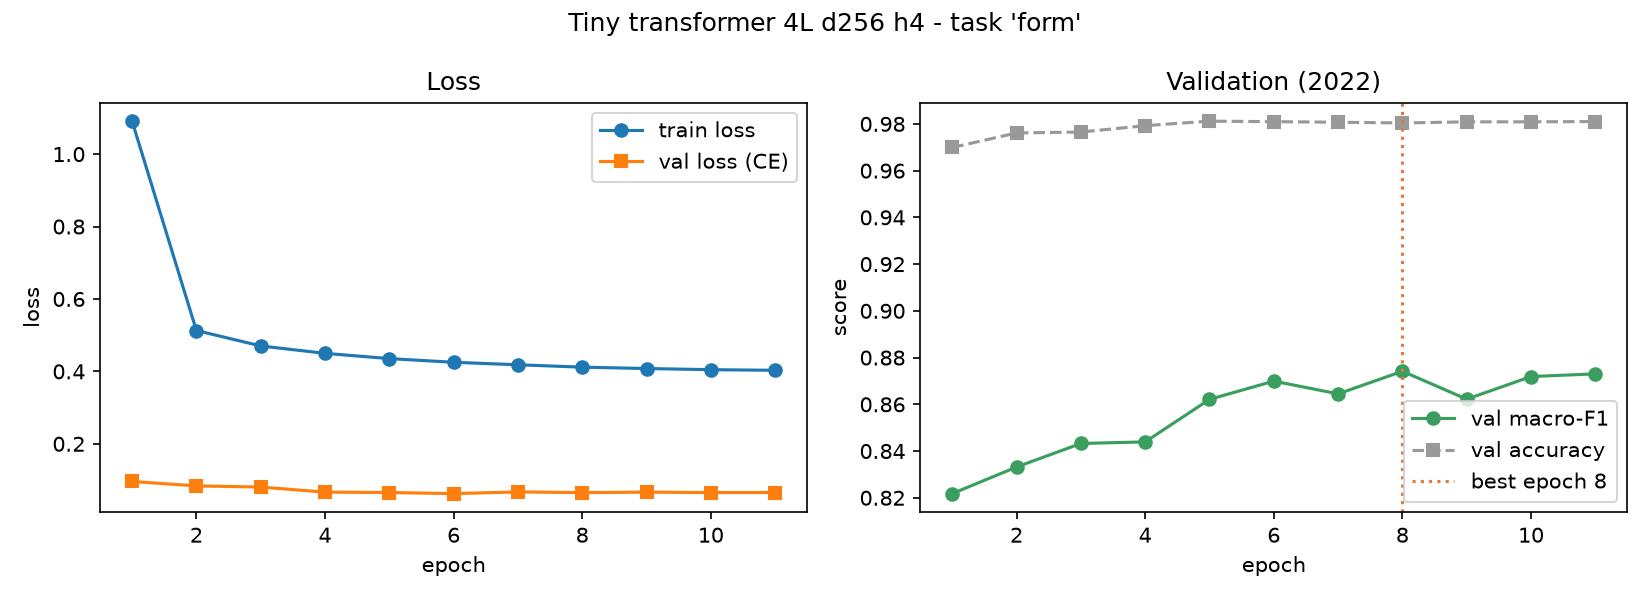 Tiny transformer 4L d256 h4 - task 'form'
Loss
train loss
val loss (CE)
1.0
0.8
0.6
0.4
0.2
loss
2 4 6 8 10
epoch
Validation (2022)
0.98
0.96
0.94
0.92
0.90
0.88
0.86
0.84
0.82
score
val macro-F1
val accuracy
best epoch 8
2 4 6 8 10
epoch